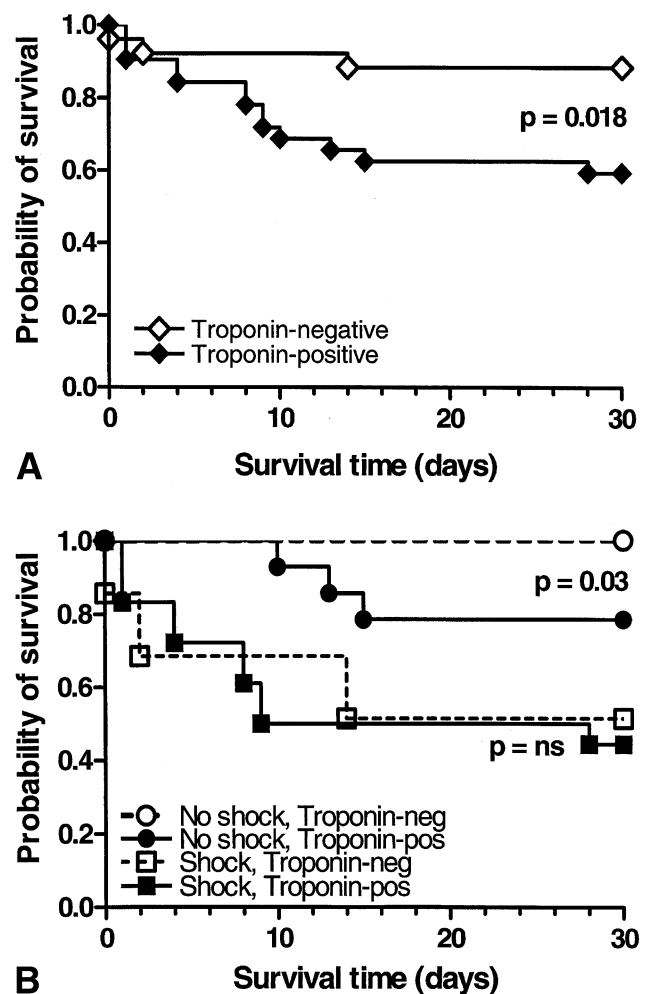 Probability of survival
1.0
0.8
0.6
0.4
0.2
0.0
p = 0.018
Troponin-negative
Troponin-positive
0 10 20 30
A
Survival time (days)
Probability of survival
1.0
0.8
0.6
0.4
0.2
0.0
p = 0.03
p = ns
No shock, Troponin-neg
No shock, Troponin-pos
Shock, Troponin-neg
Shock, Troponin-pos
0 10 20 30
B
Survival time (days)